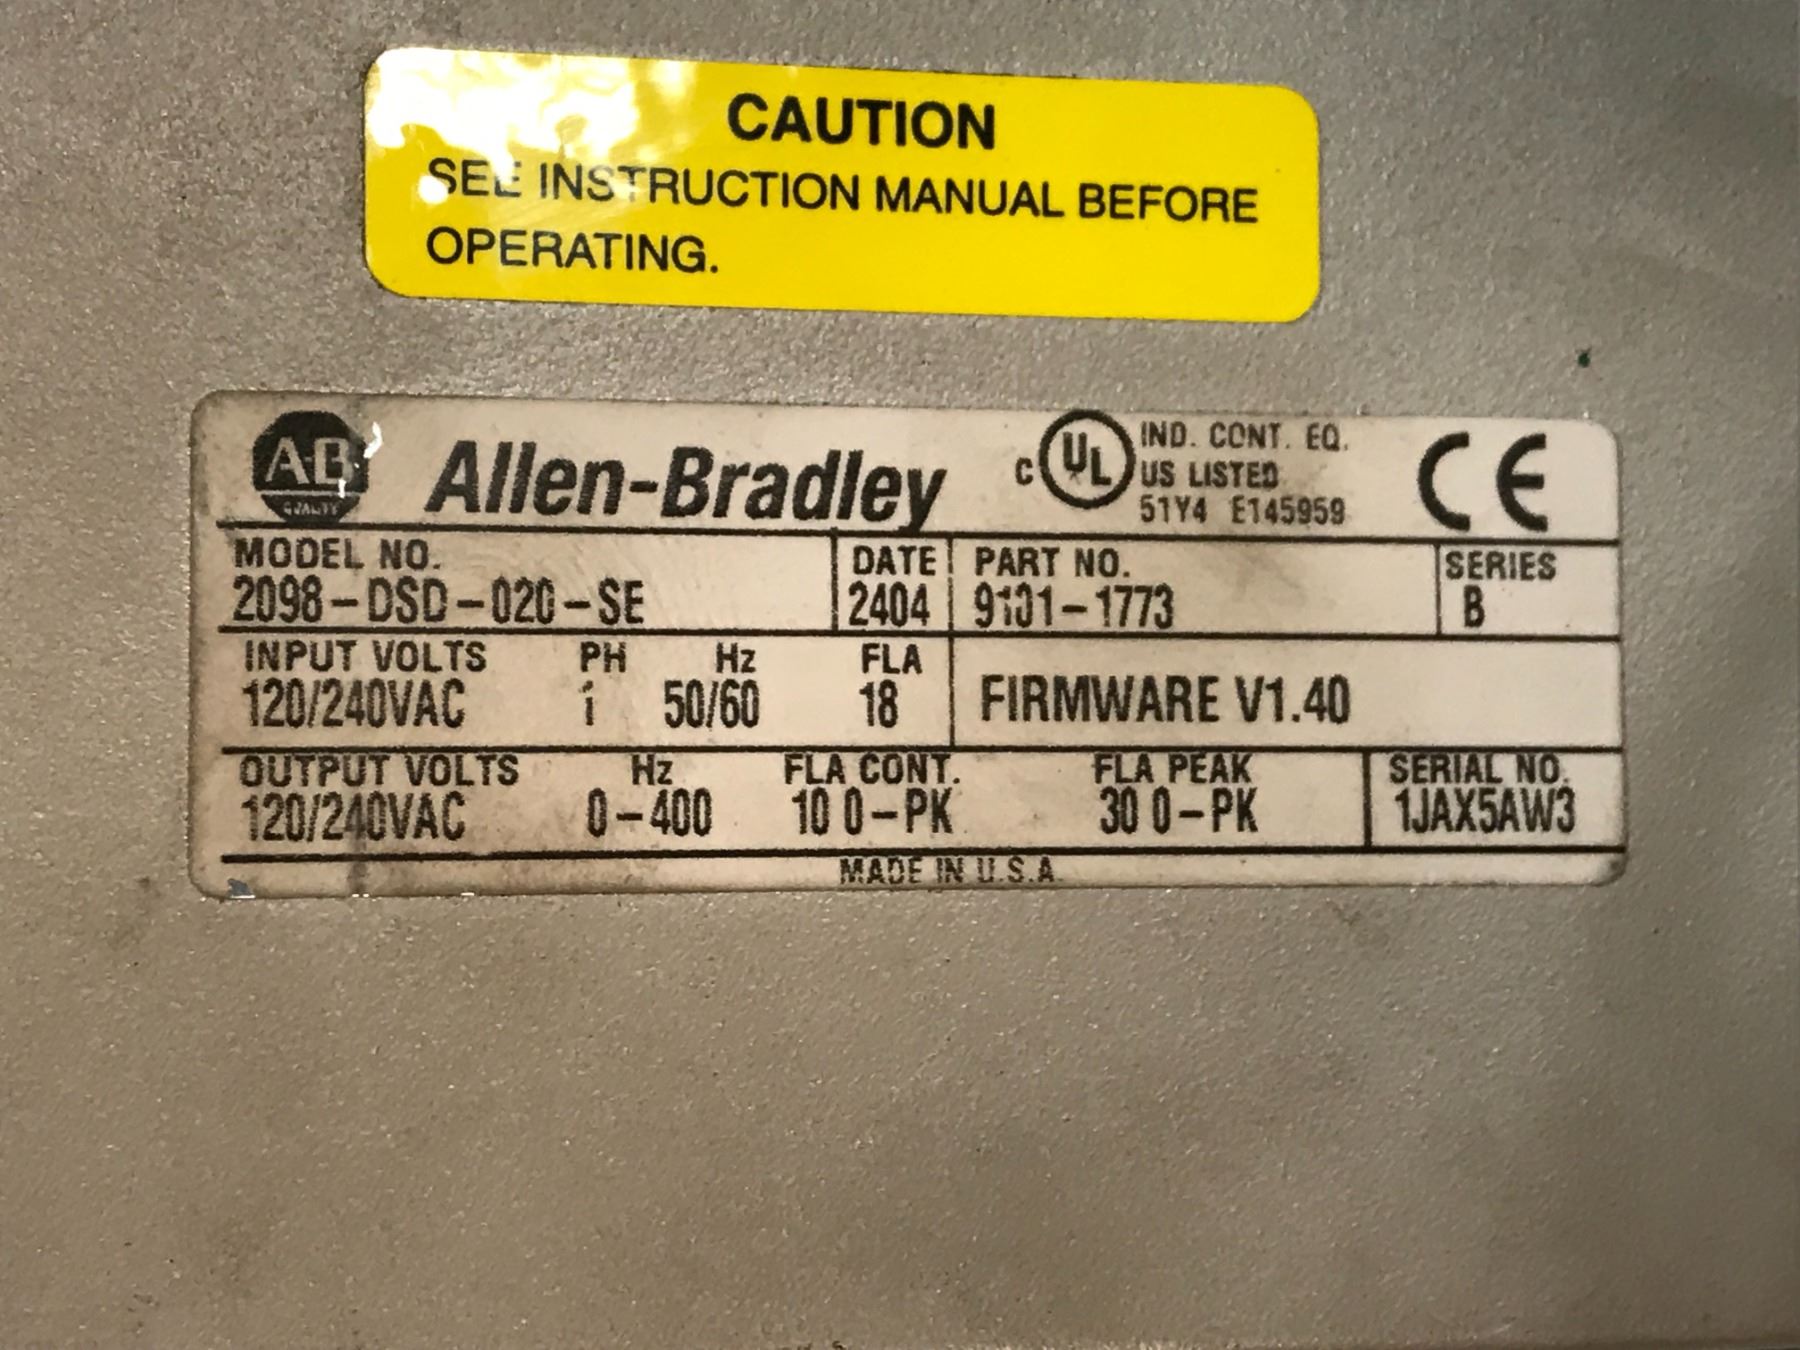 CAUTION
SEE INSTRUCTION MANUAL BEFORE
OPERATING.
AB
QUALITY
Allen-Bradley
C UL US LISTED
IND. CONT. EQ.
51Y4 E145959
CE
MODEL NO. DATE PART NO. SERIES
2098-DSD-020-SE 2404 9101-1773 B
INPUT VOLTS PH Hz FLA
120/240VAC 1 50/60 18 FIRMWARE V1.40
OUTPUT VOLTS Hz FLA CONT. FLA PEAK SERIAL NO.
120/240VAC 0-400 10 0-PK 30 0-PK 1JAX5AW3
MADE IN U.S.A.